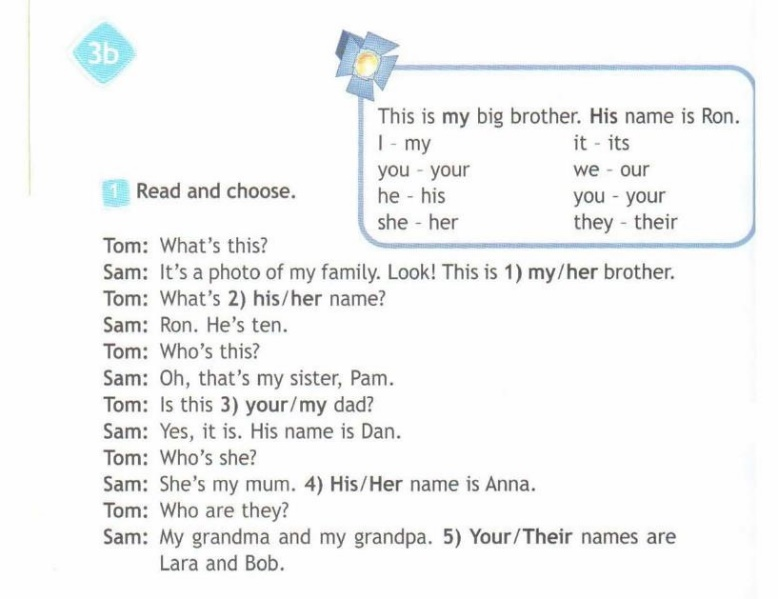 3b
This is my big brother. His name is Ron.
I - my it - its
you - your we - our
he - his you - your
she - her they - their
1 Read and choose.
Tom: What's this?
Sam: It's a photo of my family. Look! This is 1) my/her brother.
Tom: What's 2) his/her name?
Sam: Ron. He's ten.
Tom: Who's this?
Sam: Oh, that's my sister, Pam.
Tom: Is this 3) your/my dad?
Sam: Yes, it is. His name is Dan.
Tom: Who's she?
Sam: She's my mum. 4) His/Her name is Anna.
Tom: Who are they?
Sam: My grandma and my grandpa. 5) Your/Their names are
Lara and Bob.